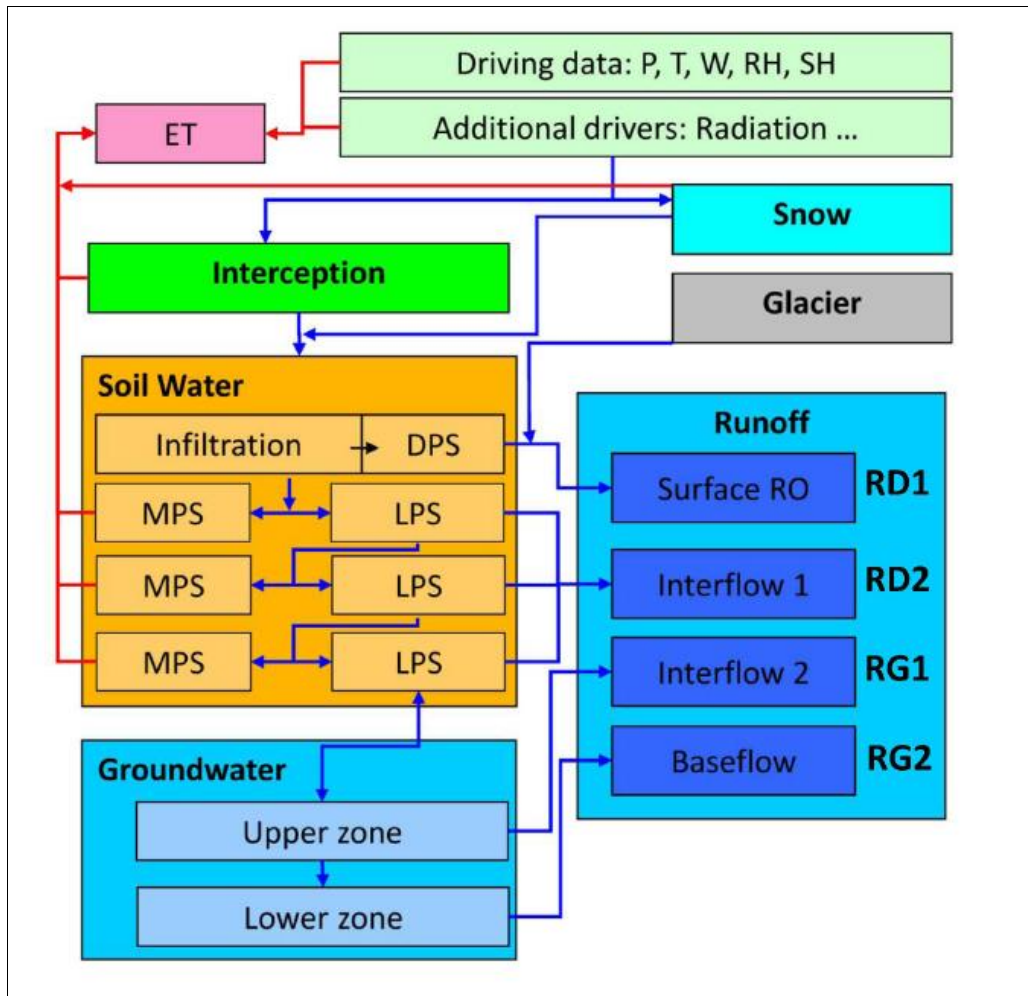 Driving data: P, T, W, RH, SH
ET
Additional drivers: Radiation ...
Snow
Interception
Glacier
Soil Water
Infiltration
DPS
MPS
LPS
MPS
LPS
MPS
LPS
Runoff
Surface RO
RD1
Interflow 1
RD2
Interflow 2
RG1
Baseflow
RG2
Groundwater
Upper zone
Lower zone